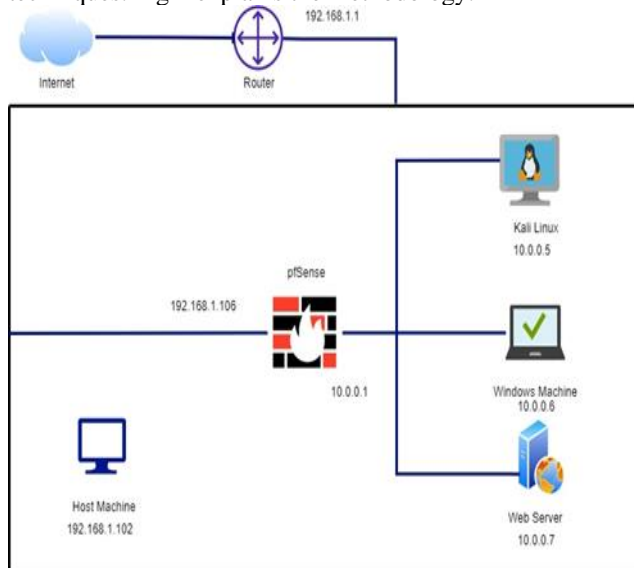 192.168.1.1
Internet
Router
Kali Linux
10.0.0.5
pfSense
192.168.1.106
10.0.0.1
Windows Machine
10.0.0.6
Host Machine
192.168.1.102
Web Server
10.0.0.7